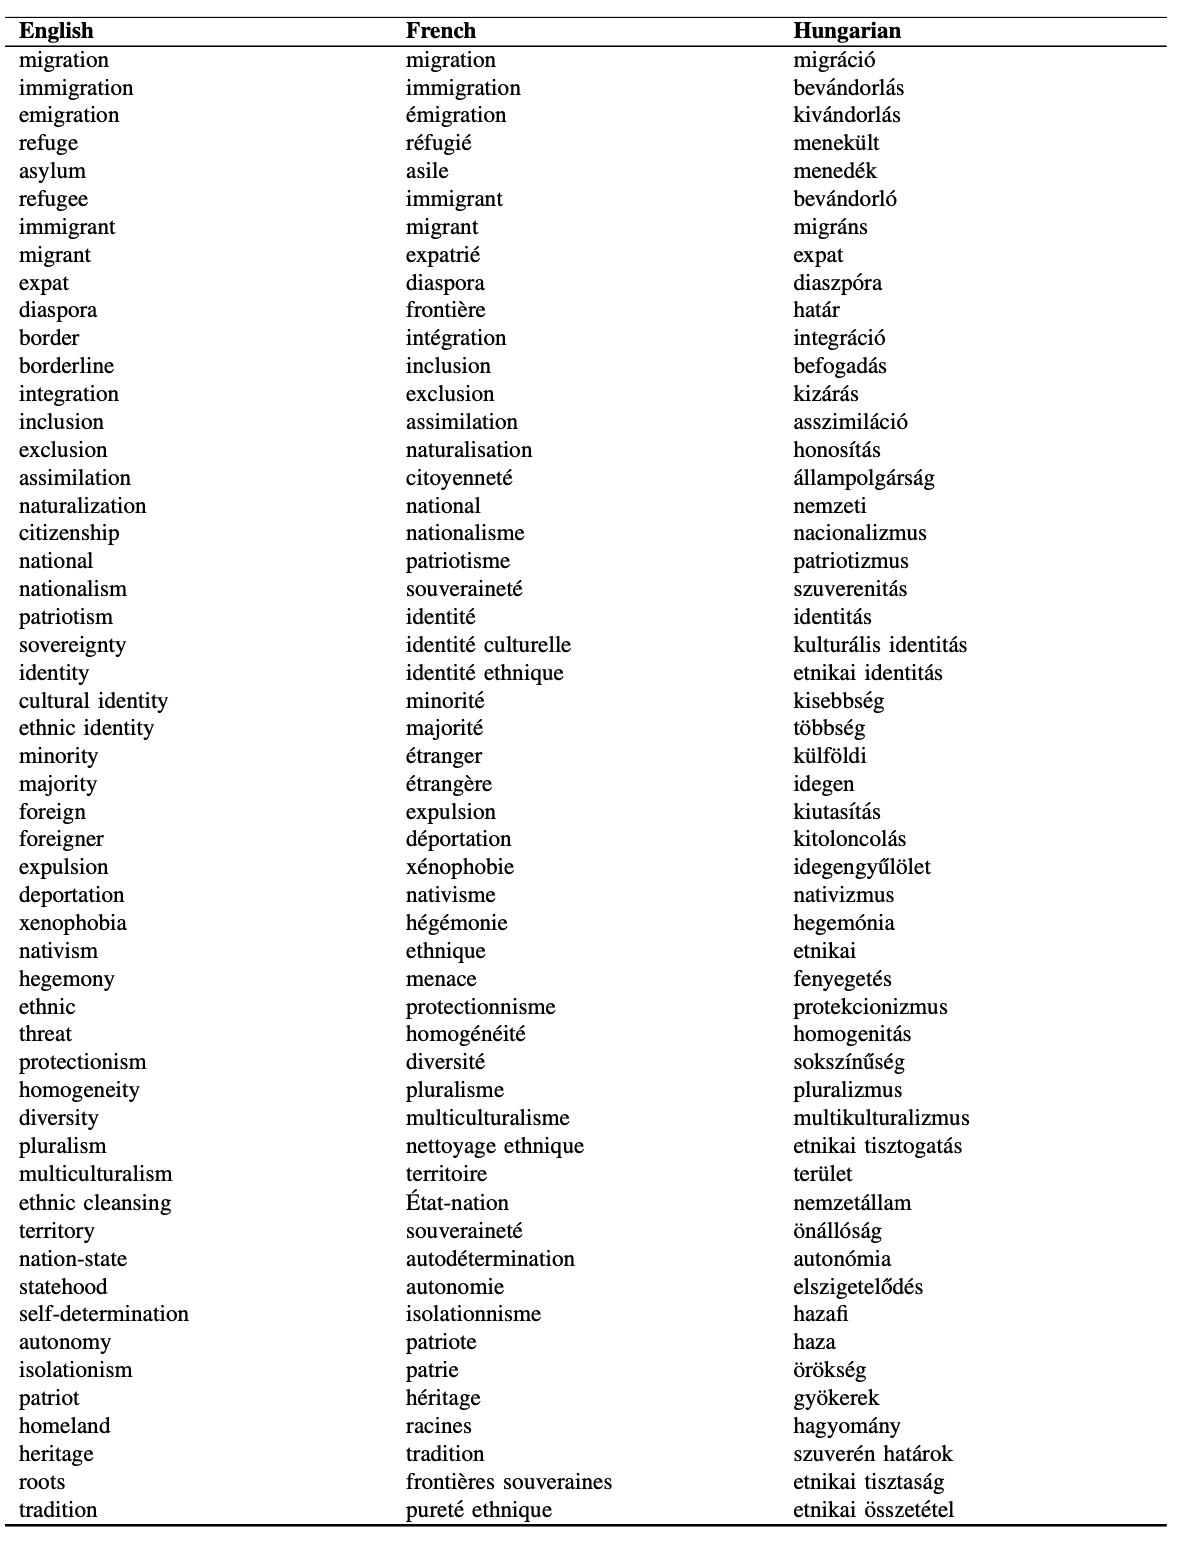 English French Hungarian
migration migration migráció
immigration immigration bevándorlás
emigration émigration kivándorlás
refuge réfugié menekült
asylum asile menedék
refugee immigrant bevándorló
immigrant migrant migráns
migrant expatrié expat
expat diaspora diaszpóra
diaspora frontière határ
border intégration integráció
borderline inclusion befogadás
integration exclusion kizárás
inclusion assimilation asszimiláció
exclusion naturalisation honosítás
assimilation citoyenneté állampolgárság
naturalization national nemzeti
citizenship nationalisme nacionalizmus
national patriotisme patriotizmus
nationalism souveraineté szuverenitás
patriotism identité identitás
sovereignty identité culturelle kulturális identitás
identity identité ethnique etnikai identitás
cultural identity minorité kisebbség
ethnic identity majorité többség
minority étranger külföldi
majority étrangère idegen
foreign expulsion kiutasítás
foreigner déportation kitoloncolás
expulsion xénophobie idegengyűlölet
deportation nativisme nativizmus
xenophobia hégémonie hegemónia
nativism ethnique etnikai
hegemony menace fenyegetés
ethnic protectionnisme protekcionizmus
threat homogénéité homogenitás
protectionism diversité sokszínűség
homogeneity pluralisme pluralizmus
diversity multiculturalisme multikulturalizmus
pluralism nettoyage ethnique etnikai tisztogatás
multiculturalism territoire terület
ethnic cleansing État-nation nemzetállam
territory souveraineté önállóság
nation-state autodétermination autonómia
statehood autonomie elszigetelődés
self-determination isolationnisme hazafi
autonomy patriote haza
isolationism patrie örökség
patriot héritage gyökerek
homeland racines hagyomány
heritage tradition szuverén határok
roots frontières souveraines etnikai tisztaság
tradition pureté ethnique etnikai összetétel